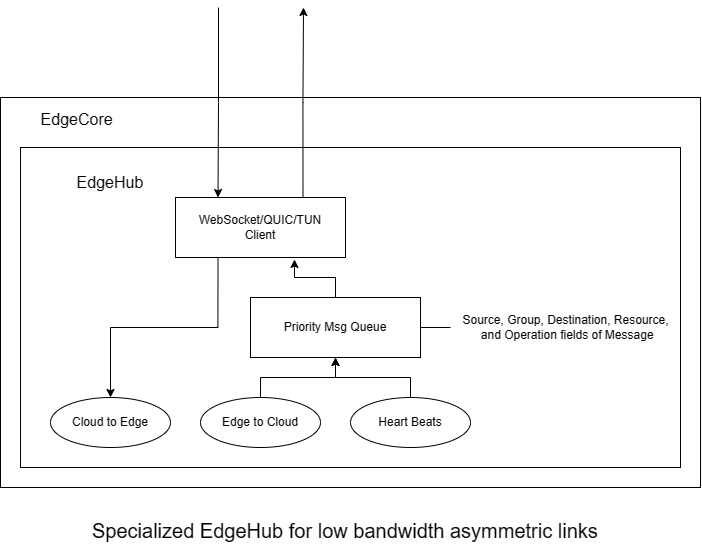 EdgeCore
EdgeHub
WebSocket/QUIC/TUN
Client
Priority Msg Queue
Source, Group, Destination, Resource,
and Operation fields of Message
Cloud to Edge
Edge to Cloud
Heart Beats
Specialized EdgeHub for low bandwidth asymmetric links